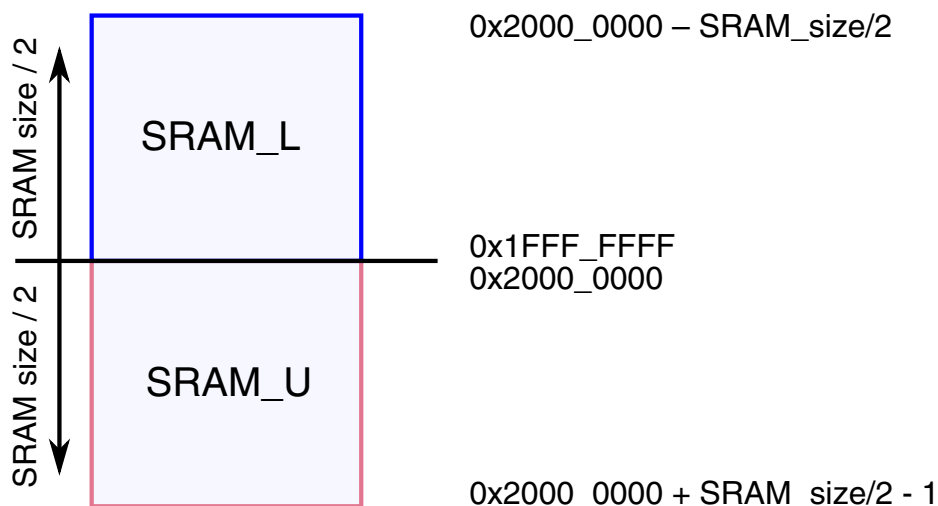 0x2000_0000 – SRAM_size/2
SRAM size / 2
SRAM_L
0x1FFF_FFFF
0x2000_0000
SRAM size / 2
SRAM_U
0x2000 0000 + SRAM size/2 - 1